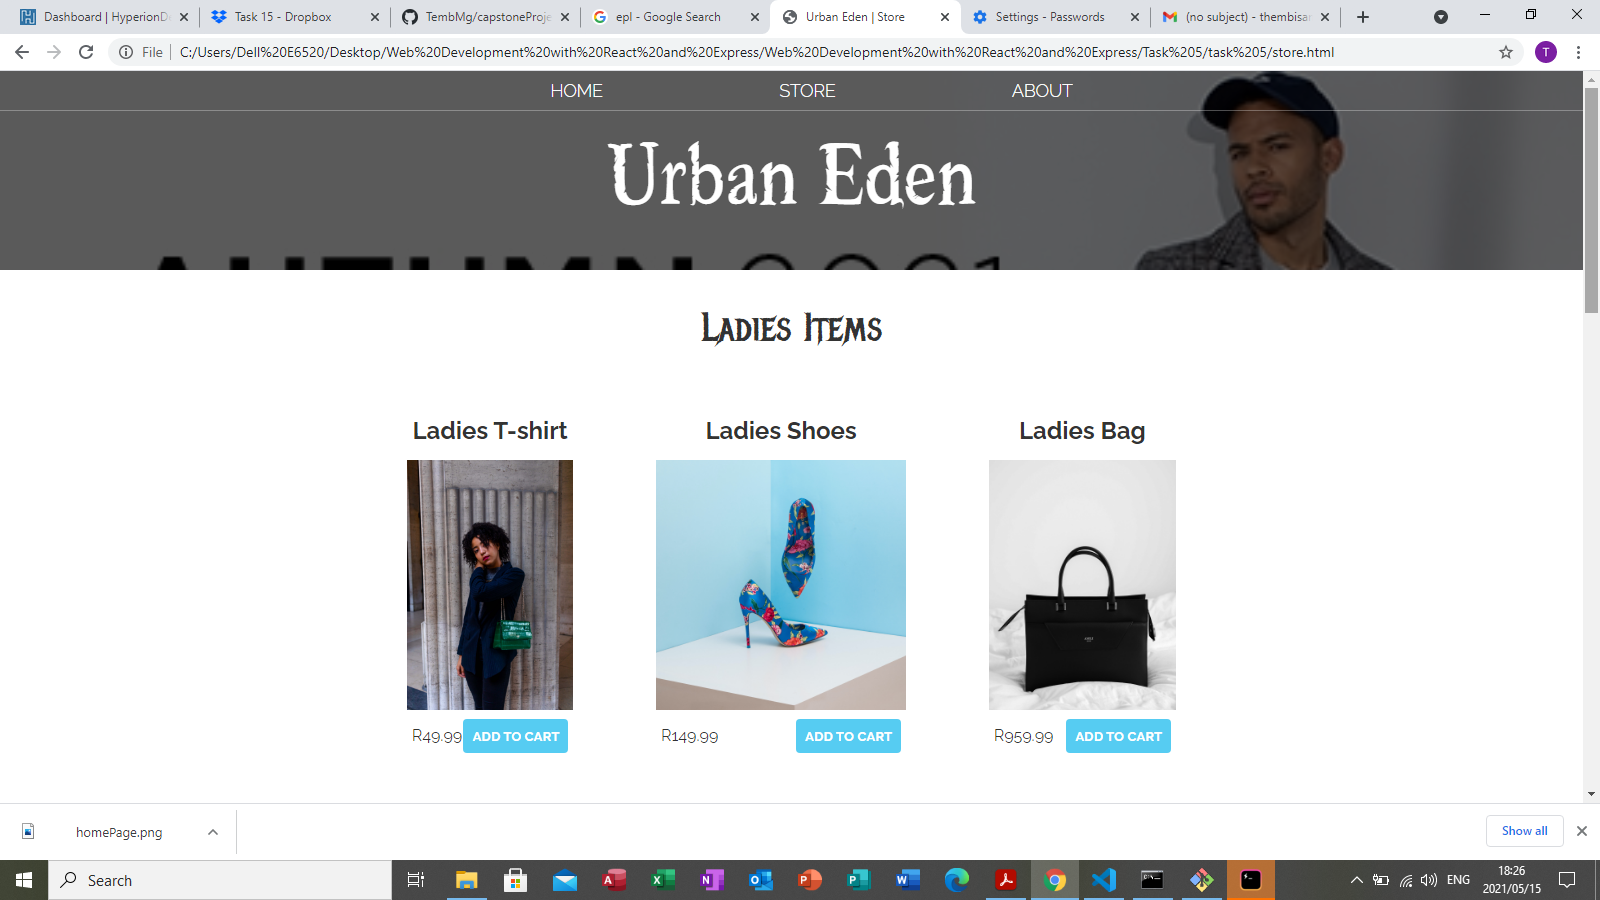 Dashboard | HyperionD
Task 15 - Dropbox
TembMg/capstoneProje
epl - Google Search
Urban Eden | Store
Settings - Passwords
(no subject) - thembisa
File
C:/Users/Dell%20E6520/Desktop/Web%20Development%20with%20React%20and%20Express/Web%20Development%20with%20React%20and%20Express/Task%205/task%205/store.html
T
HOME
STORE
ABOUT
Urban Eden
AUTUMN 2021
Ladies Items
Ladies T-shirt
Ladies Shoes
Ladies Bag
R49.99
ADD TO CART
R149.99
ADD TO CART
R959.99
ADD TO CART
homePage.png
Show all
Search
ENG
18:26
2021/05/15